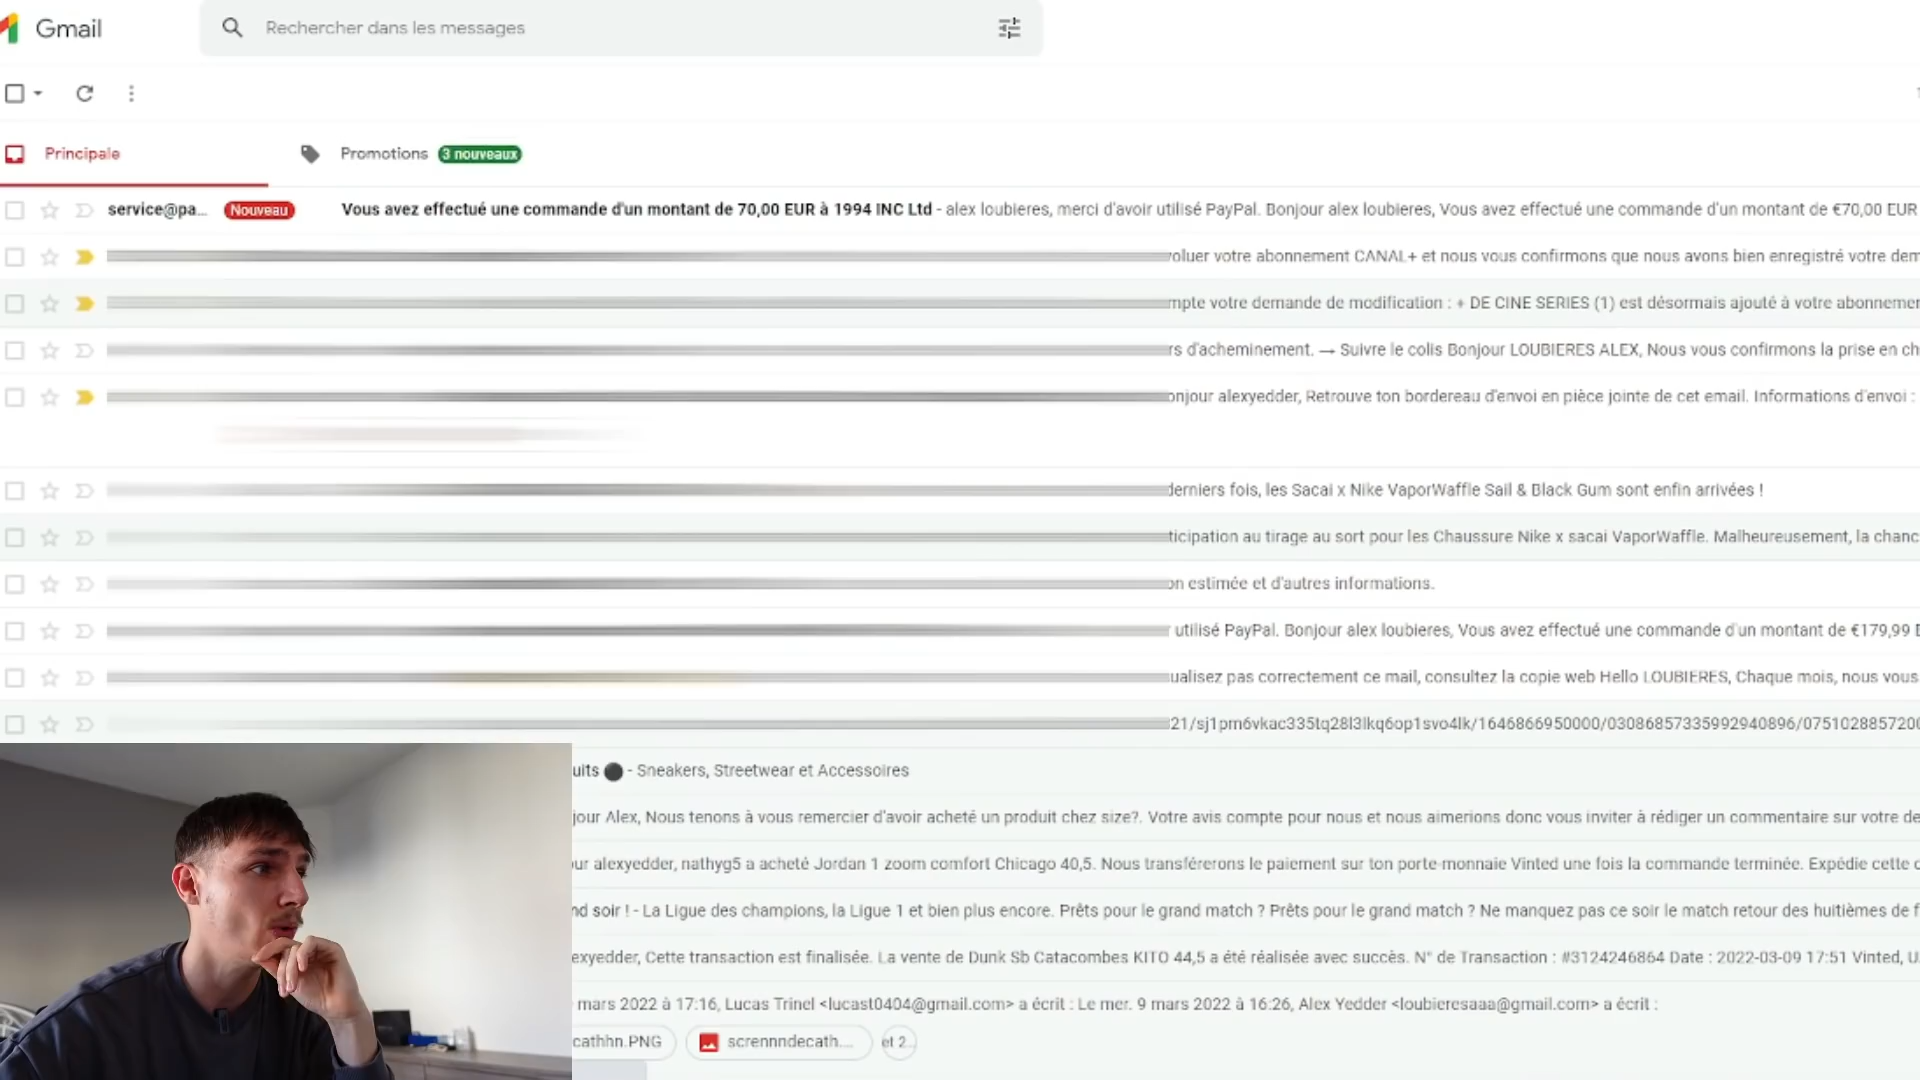 Gmail
Rechercher dans les messages
Principale
Promotions 3 nouveaux
service@pa... Nouveau Vous avez effectué une commande d'un montant de 70,00 EUR à 1994 INC Ltd - alex loubieres, merci d'avoir utilisé PayPal. Bonjour alex loubieres, Vous avez effectué une commande d'un montant de €70,00 EUR
voluer votre abonnement CANAL+ et nous vous confirmons que nous avons bien enregistré votre dem
mpte votre demande de modification : + DE CINE SERIES (1) est désormais ajouté à votre abonnemen
rs d'acheminement. → Suivre le colis Bonjour LOUBIERES ALEX, Nous vous confirmons la prise en ch
onjour alexyedder, Retrouve ton bordereau d'envoi en pièce jointe de cet email. Informations d'envoi :
derniers fois, les Sacai x Nike VaporWaffle Sail & Black Gum sont enfin arrivées !
ticipation au tirage au sort pour les Chaussure Nike x sacai VaporWaffle. Malheureusement, la chanc
on estimée et d'autres informations.
utilisé PayPal. Bonjour alex loubieres, Vous avez effectué une commande d'un montant de €179,99 E
ualisez pas correctement ce mail, consultez la copie web Hello LOUBIERES, Chaque mois, nous vous
21/sj1pm6vkac335tq28l3lkq6op1svo4lk/1646866950000/03086857335992940896/0751028857200
uits - Sneakers, Streetwear et Accessoires
jour Alex, Nous tenons à vous remercier d'avoir acheté un produit chez size?. Votre avis compte pour nous et nous aimerions donc vous inviter à rédiger un commentaire sur votre de
ur alexyedder, nathyg5 a acheté Jordan 1 zoom comfort Chicago 40,5. Nous transférerons le paiement sur ton porte-monnaie Vinted une fois la commande terminée. Expédie cette c
nd soir ! - La Ligue des champions, la Ligue 1 et bien plus encore. Prêts pour le grand match ? Prêts pour le grand match ? Ne manquez pas ce soir le match retour des huitièmes de f
exyedder, Cette transaction est finalisée. La vente de Dunk Sb Catacombes KITO 44,5 a été réalisée avec succès. N° de Transaction : #3124246864 Date : 2022-03-09 17:51 Vinted, U
mars 2022 à 17:16, Lucas Trinel <lucast0404@gmail.com> a écrit : Le mer. 9 mars 2022 à 16:26, Alex Yedder <loubieresaaa@gmail.com> a écrit :
cathhn.PNG
scrennndecath....
et 2...